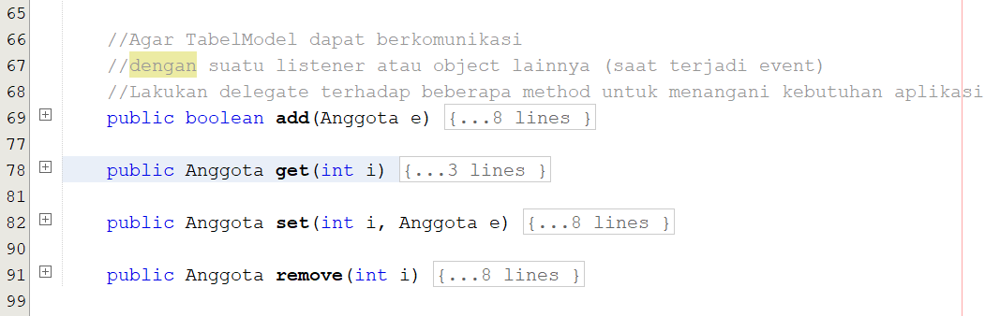 65
66 //Agar TabelModel dapat berkomunikasi
67 //dengan suatu listener atau object lainnya (saat terjadi event)
68 //Lakukan delegate terhadap beberapa method untuk menangani kebutuhan aplikasi
69 public boolean add(Anggota e) {...8 lines }
77
78 public Anggota get(int i) {...3 lines }
81
82 public Anggota set(int i, Anggota e) {...8 lines }
90
91 public Anggota remove(int i) {...8 lines }
99